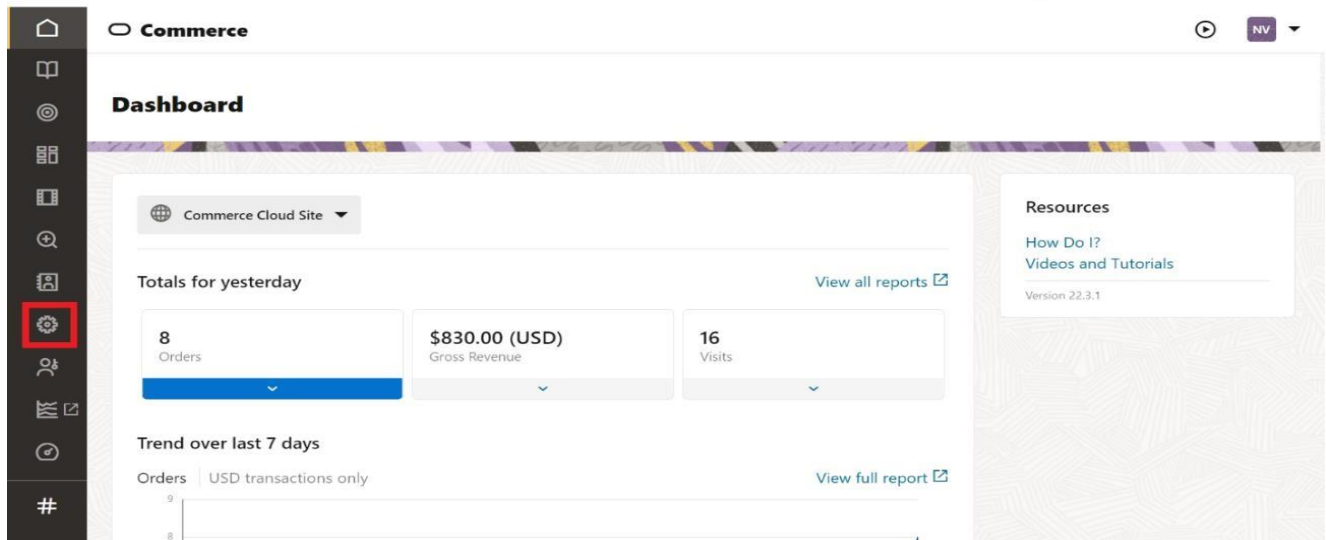 Commerce
NV
Dashboard
Commerce Cloud Site
Resources
How Do I?
Videos and Tutorials
Version 22.3.1
Totals for yesterday
View all reports
8
Orders
$830.00 (USD)
Gross Revenue
16
Visits
Trend over last 7 days
Orders USD transactions only
View full report
9
8
#